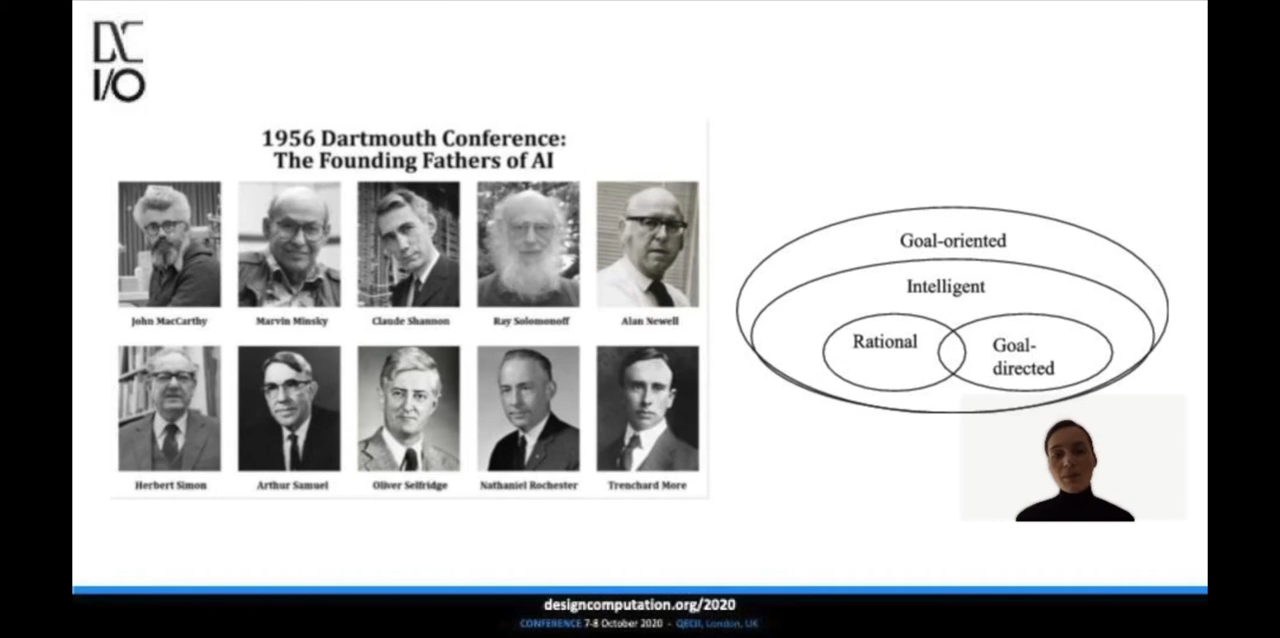 DC
I/O
1956 Dartmouth Conference:
The Founding Fathers of AI
John MacCarthy
Marvin Minsky
Claude Shannon
Ray Solomonoff
Alan Newell
Herbert Simon
Arthur Samuel
Oliver Selfridge
Nathaniel Rochester
Trenchard More
Goal-oriented
Intelligent
Rational
Goal-
directed
designcomputation.org/2020
CONFERENCE 7-8 October 2020 - QECII, London, UK